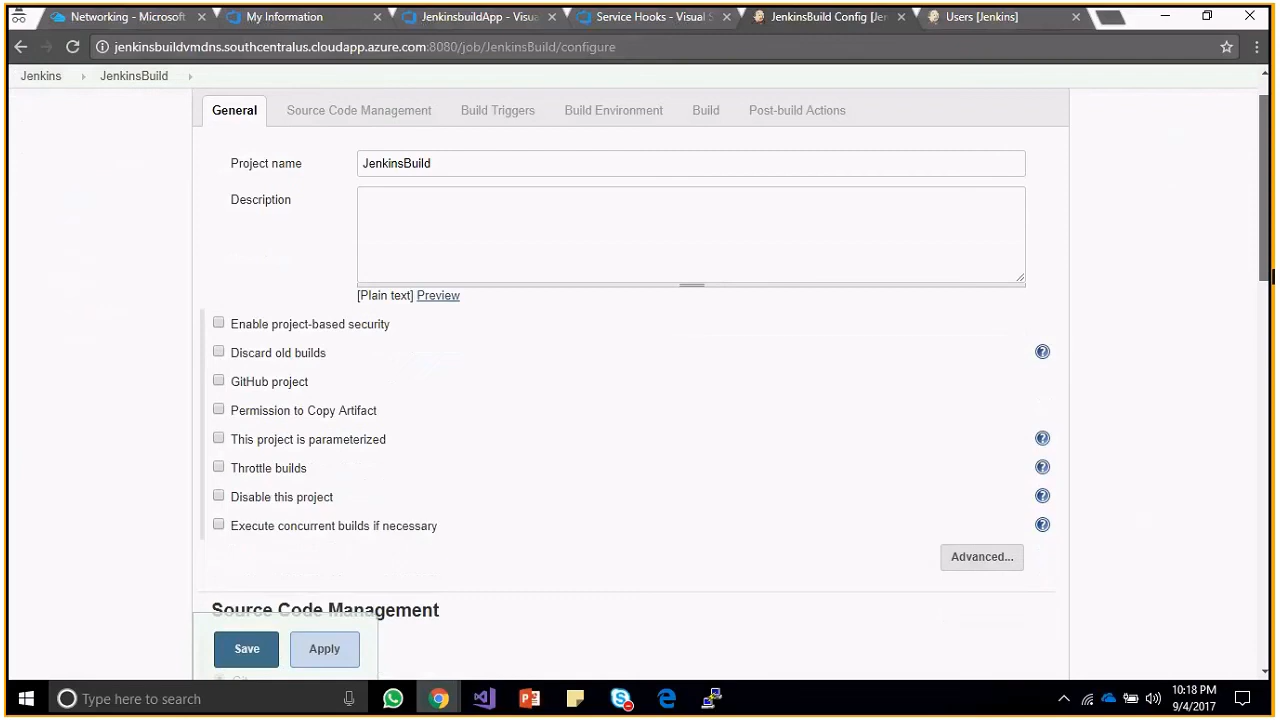 Networking - Microsoft
My Information
JenkinsbuildApp - Visua
Service Hooks - Visual S
JenkinsBuild Config [Jer
Users [Jenkins]
jenkinsbuildvmdns.southcentralus.cloudapp.azure.com:8080/job/JenkinsBuild/configure
Jenkins
JenkinsBuild
General
Source Code Management
Build Triggers
Build Environment
Build
Post-build Actions
Project name
JenkinsBuild
Description
[Plain text] Preview
Enable project-based security
Discard old builds
GitHub project
Permission to Copy Artifact
This project is parameterized
Throttle builds
Disable this project
Execute concurrent builds if necessary
Advanced...
Source Code Management
Save
Apply
Type here to search
10:18 PM
9/4/2017